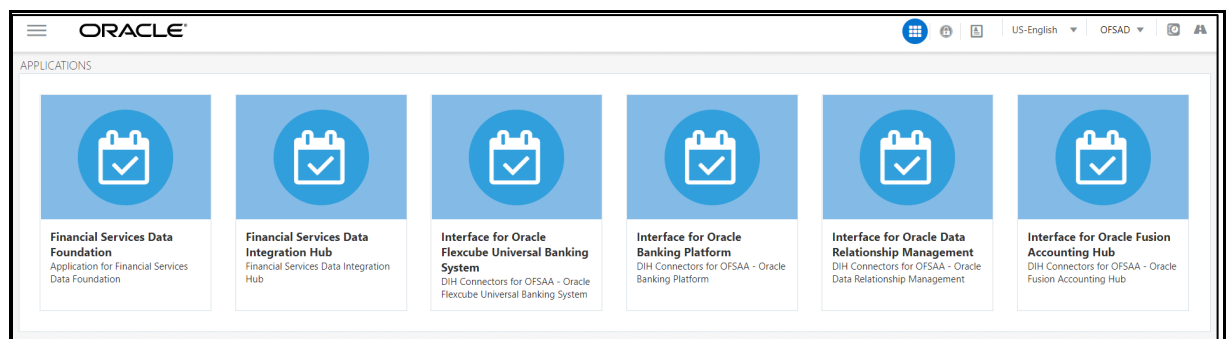 ORACLE
US-English
OFSAD
APPLICATIONS
Financial Services Data
Foundation
Application for Financial Services
Data Foundation
Financial Services Data
Integration Hub
Financial Services Data Integration
Hub
Interface for Oracle
Flexcube Universal Banking
System
DIH Connectors for OFSAA - Oracle
Flexcube Universal Banking System
Interface for Oracle
Banking Platform
DIH Connectors for OFSAA - Oracle
Banking Platform
Interface for Oracle Data
Relationship Management
DIH Connectors for OFSAA - Oracle
Data Relationship Management
Interface for Oracle Fusion
Accounting Hub
DIH Connectors for OFSAA - Oracle
Fusion Accounting Hub